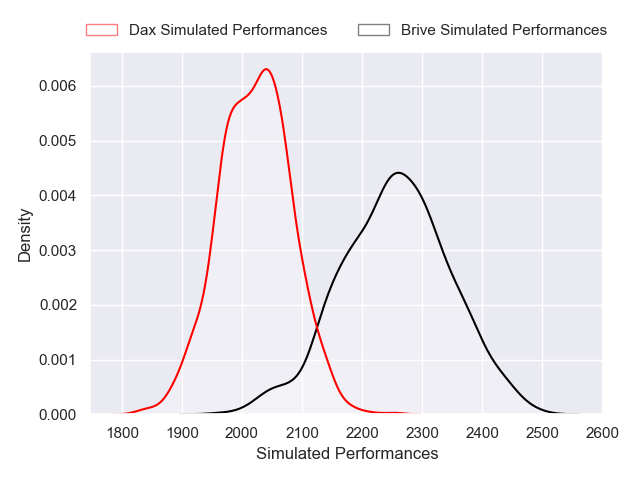 Dax Simulated Performances
Brive Simulated Performances
0.006
0.005
0.004
0.003
0.002
0.001
0.000
Density
1800 1900 2000 2100 2200 2300 2400 2500 2600
Simulated Performances